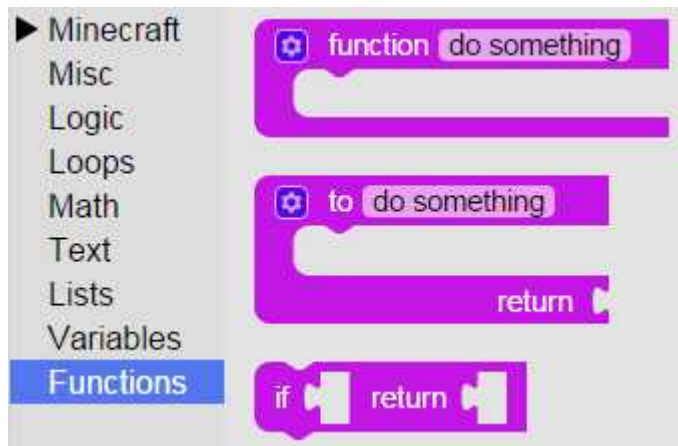 Minecraft
Misc
Logic
Loops
Math
Text
Lists
Variables
Functions
function do something
to do something
return
if return